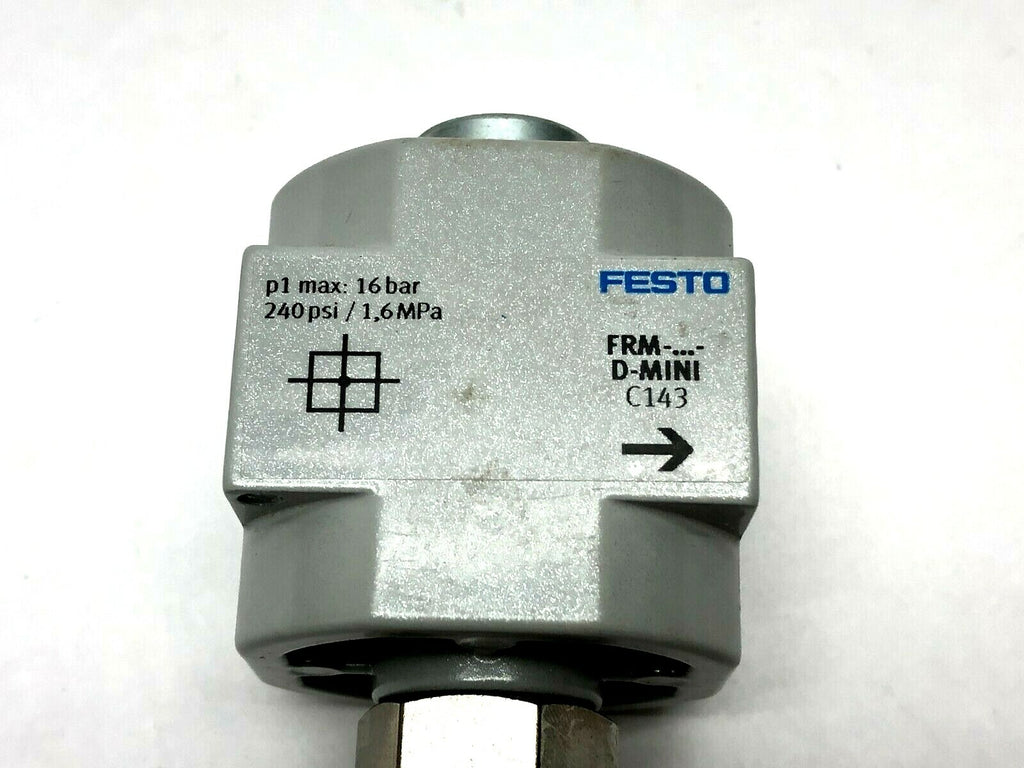 p1 max: 16 bar
240 psi / 1,6 MPa
FESTO
FRM-...-
D-MINI
C143